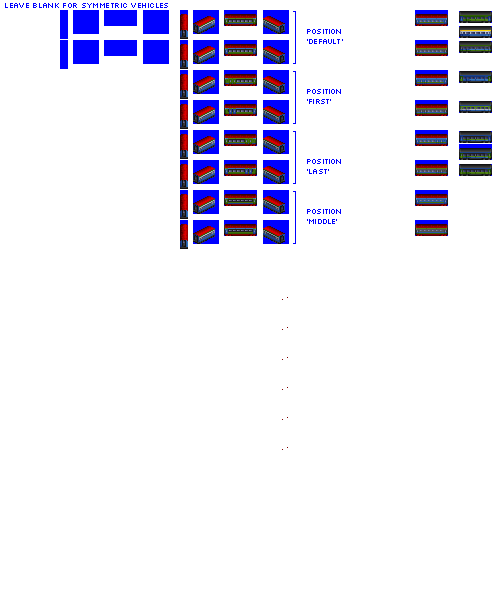 LEAVE BLANK FOR SYMMETRIC VEHICLES
POSITION
'DEFAULT'
POSITION
'FIRST'
POSITION
'LAST'
POSITION
'MIDDLE'